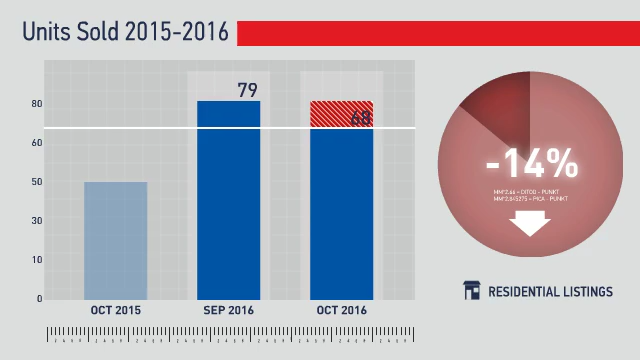 Units Sold 2015-2016
79
68
80
60
50
30
10
0
OCT 2015
SEP 2016
OCT 2016
-14%
RESIDENTIAL LISTINGS